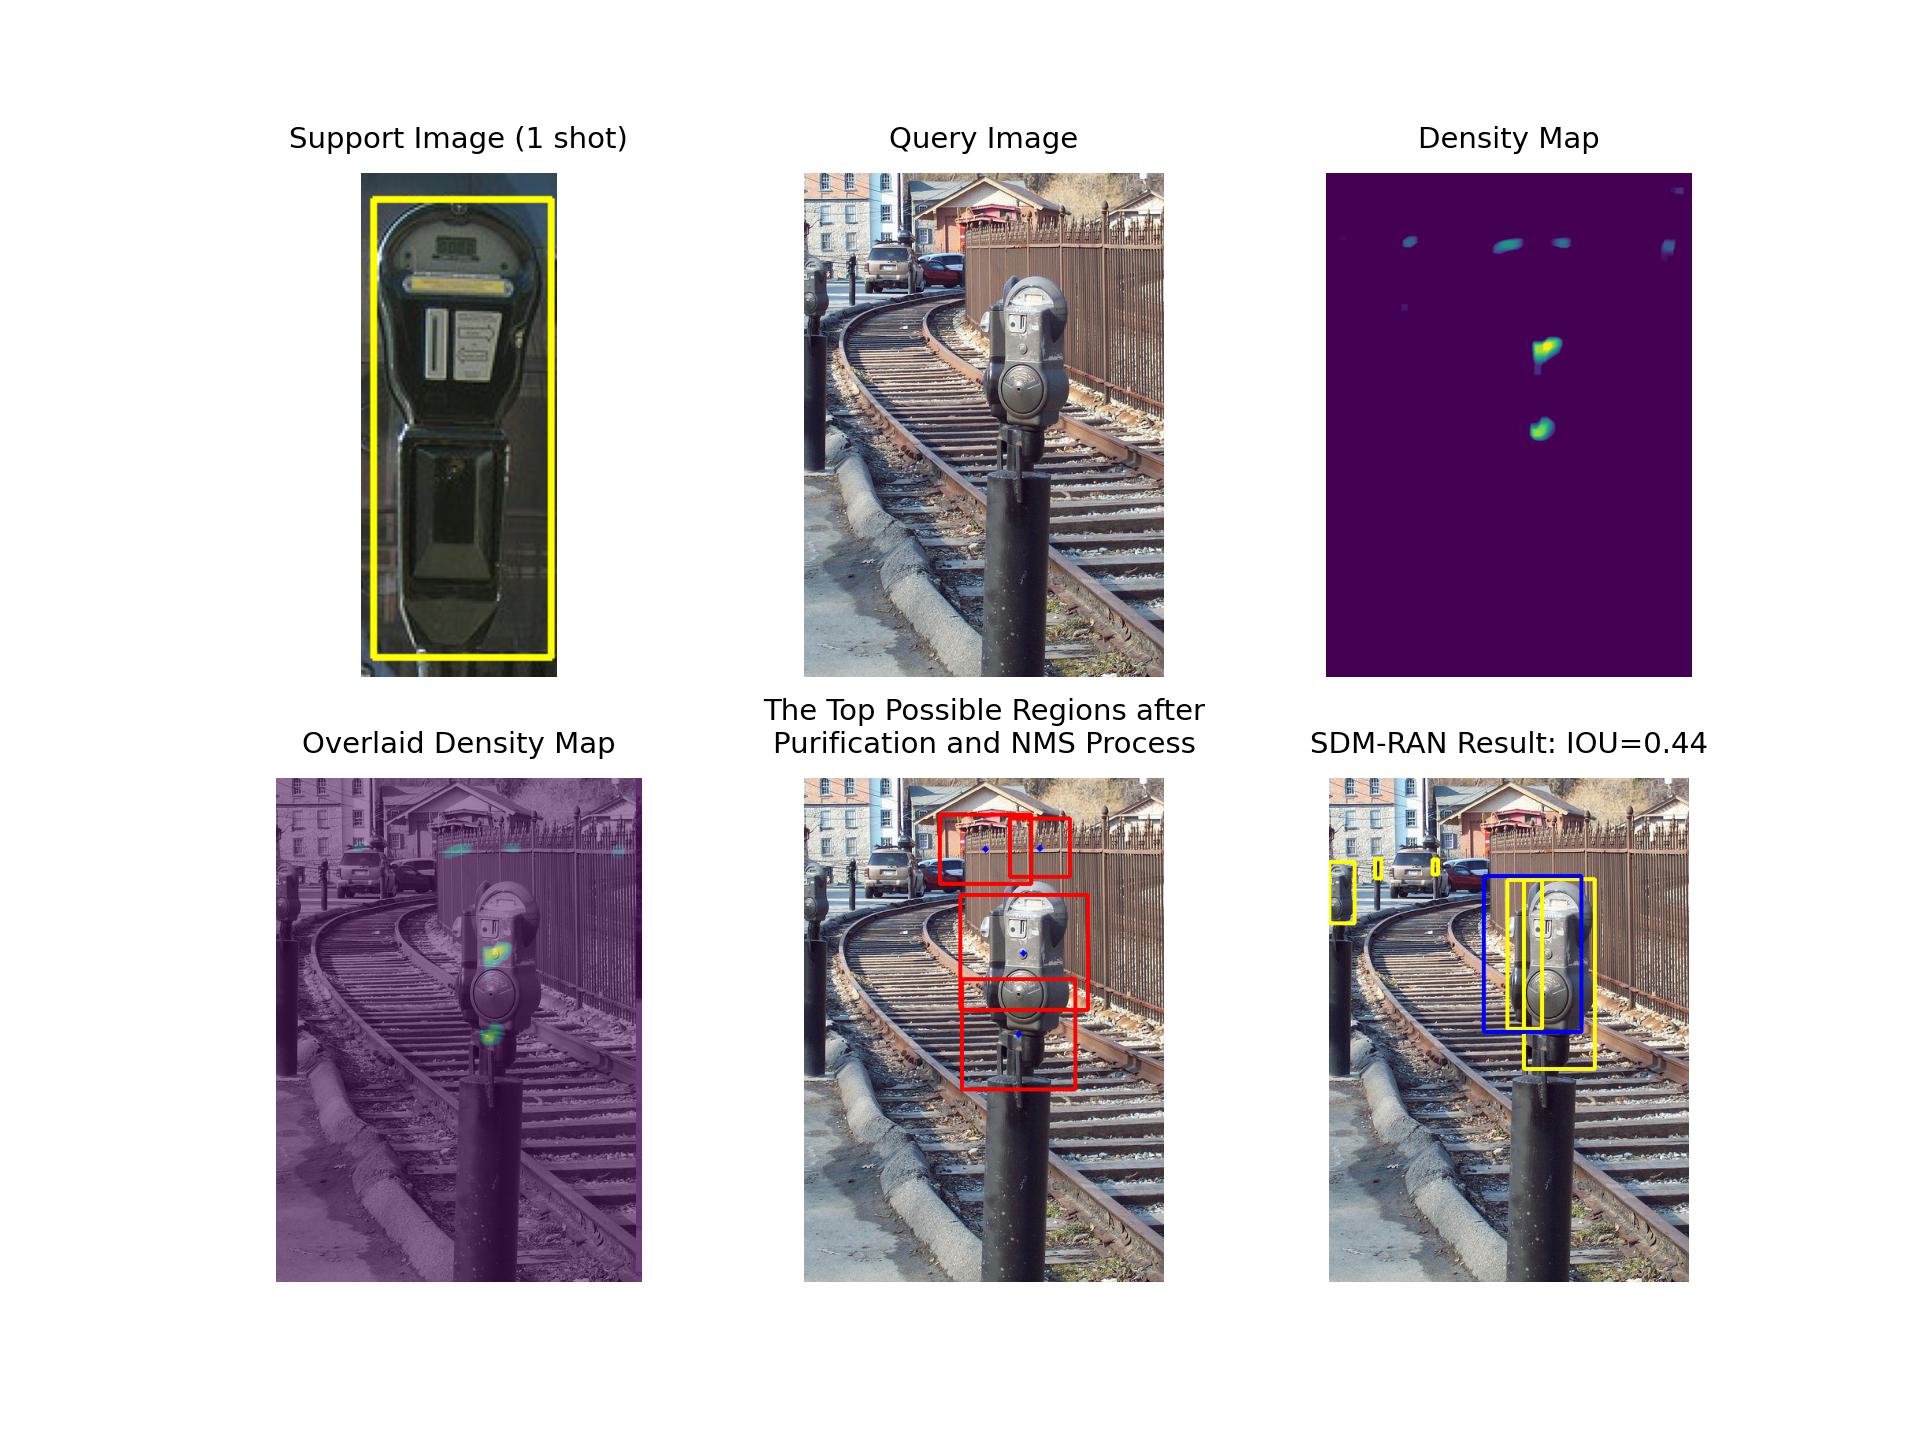 Support Image (1 shot)
Query Image
Density Map
Overlaid Density Map
The Top Possible Regions after
Purification and NMS Process
SDM-RAN Result: IOU=0.44